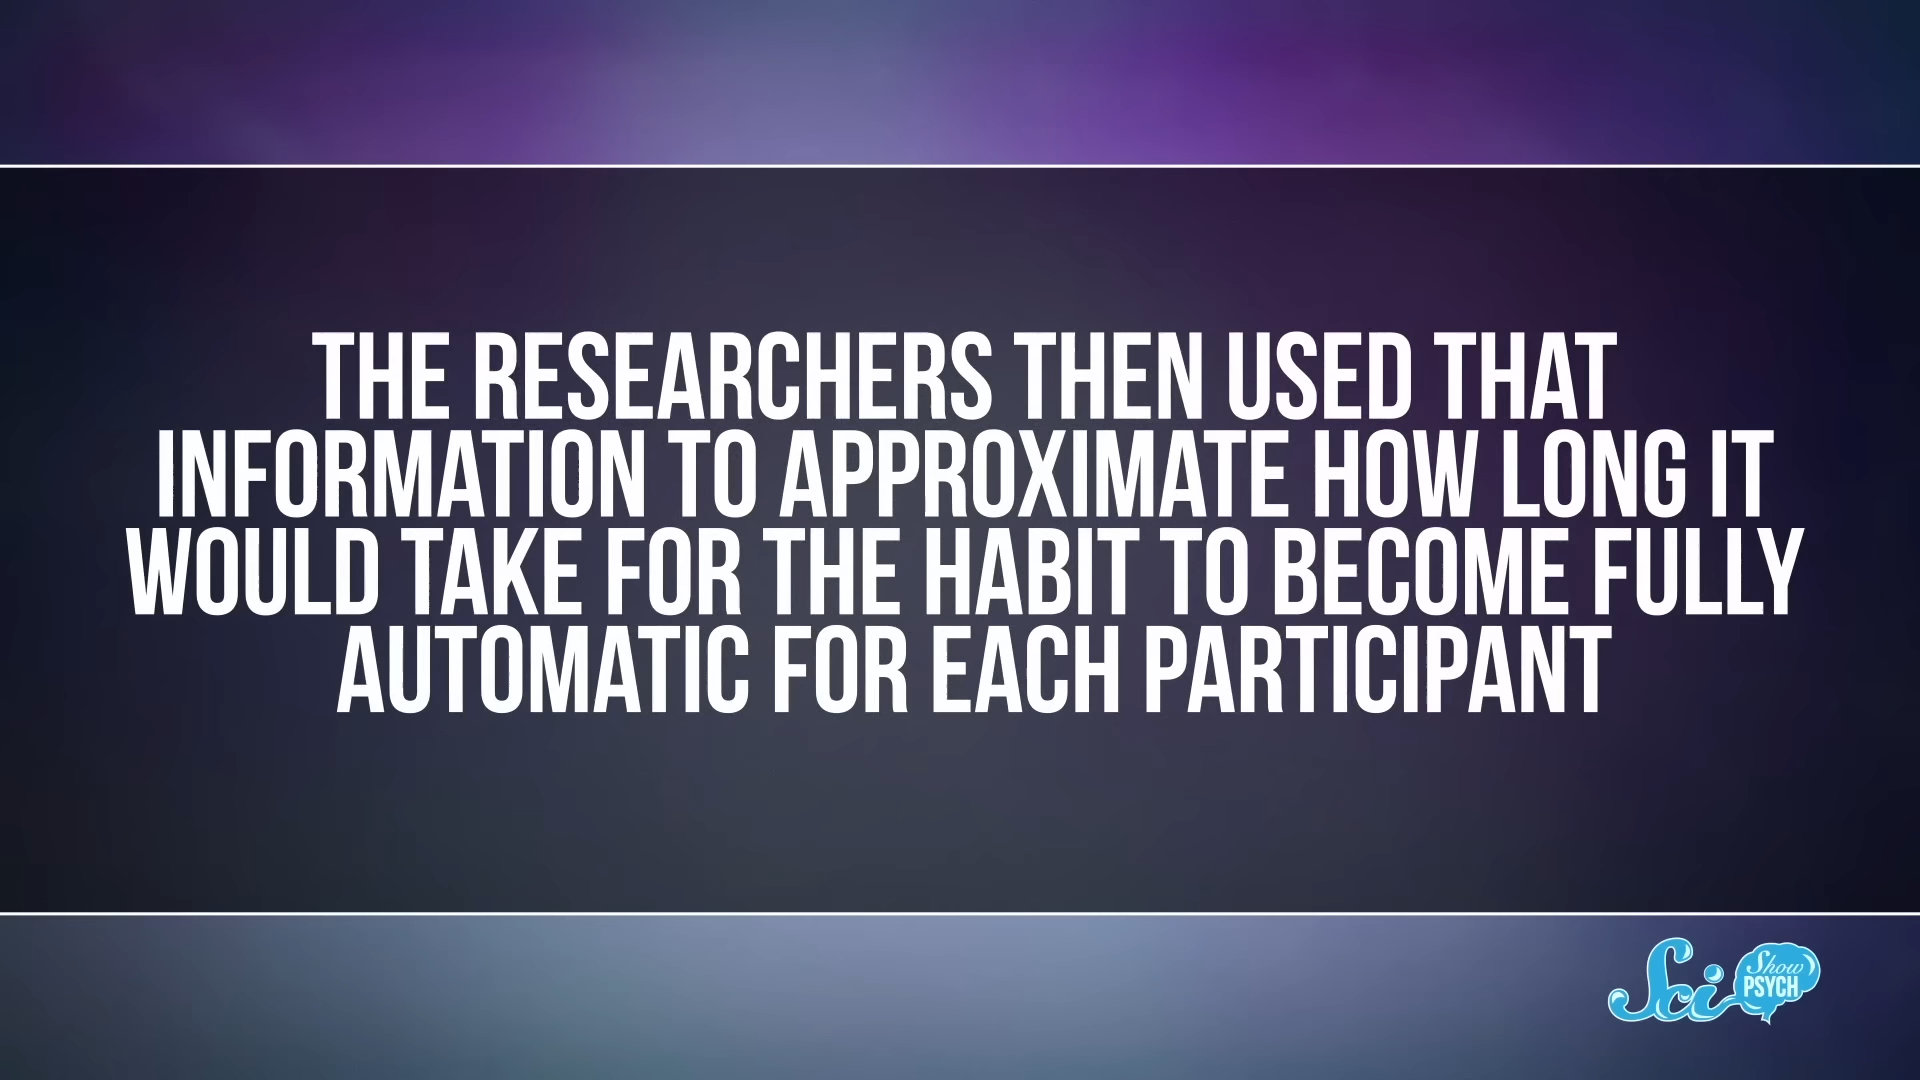 THE RESEARCHERS THEN USED THAT
INFORMATION TO APPROXIMATE HOW LONG IT
WOULD TAKE FOR THE HABIT TO BECOME FULLY
AUTOMATIC FOR EACH PARTICIPANT
Sci Show
PSYCH